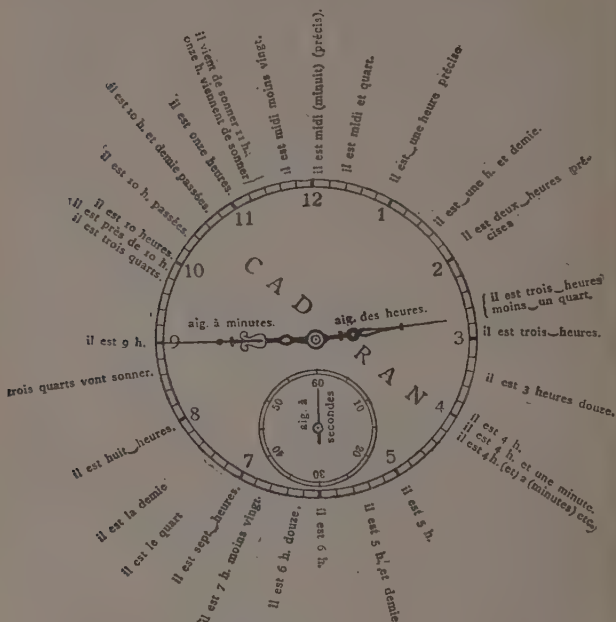 il est midi (minuit) (précis).
il est midi et quart.
il est‿une heure précise
il est‿une h. et demie.
il est deux‿heures pré-
cises
il est trois‿heures
moins‿un quart.
il est trois‿heures.
il est 3 heures douze.
il est 4 h.
il est 4 h. et une minute.
il est 4 h. (et) 2 (minutes) etc.)
il est 5 h.
il est 5 h. et demie
il est 6 h.
il est 6 h. douze.
il est 7 h. moins vingt.
il est sept‿heures.
il est le quart
il est la demie
il est huit‿heures.
trois quarts vont sonner.
il est 9 h.
il est trois quarts.
il est près de 10 h.
il est 10 heures.
il est 10 h. passées.
il est 10 h. et demie passées.
il est onze heures.
onze h. viennent de sonner
il vient de sonner 11 h.
il est midi moins vingt.
12
1
2
3
4
5
7
8
9
10
11
CADRAN
aig. à minutes.
aig. des heures.
60
10
20
30
40
50
aig. à
secondes